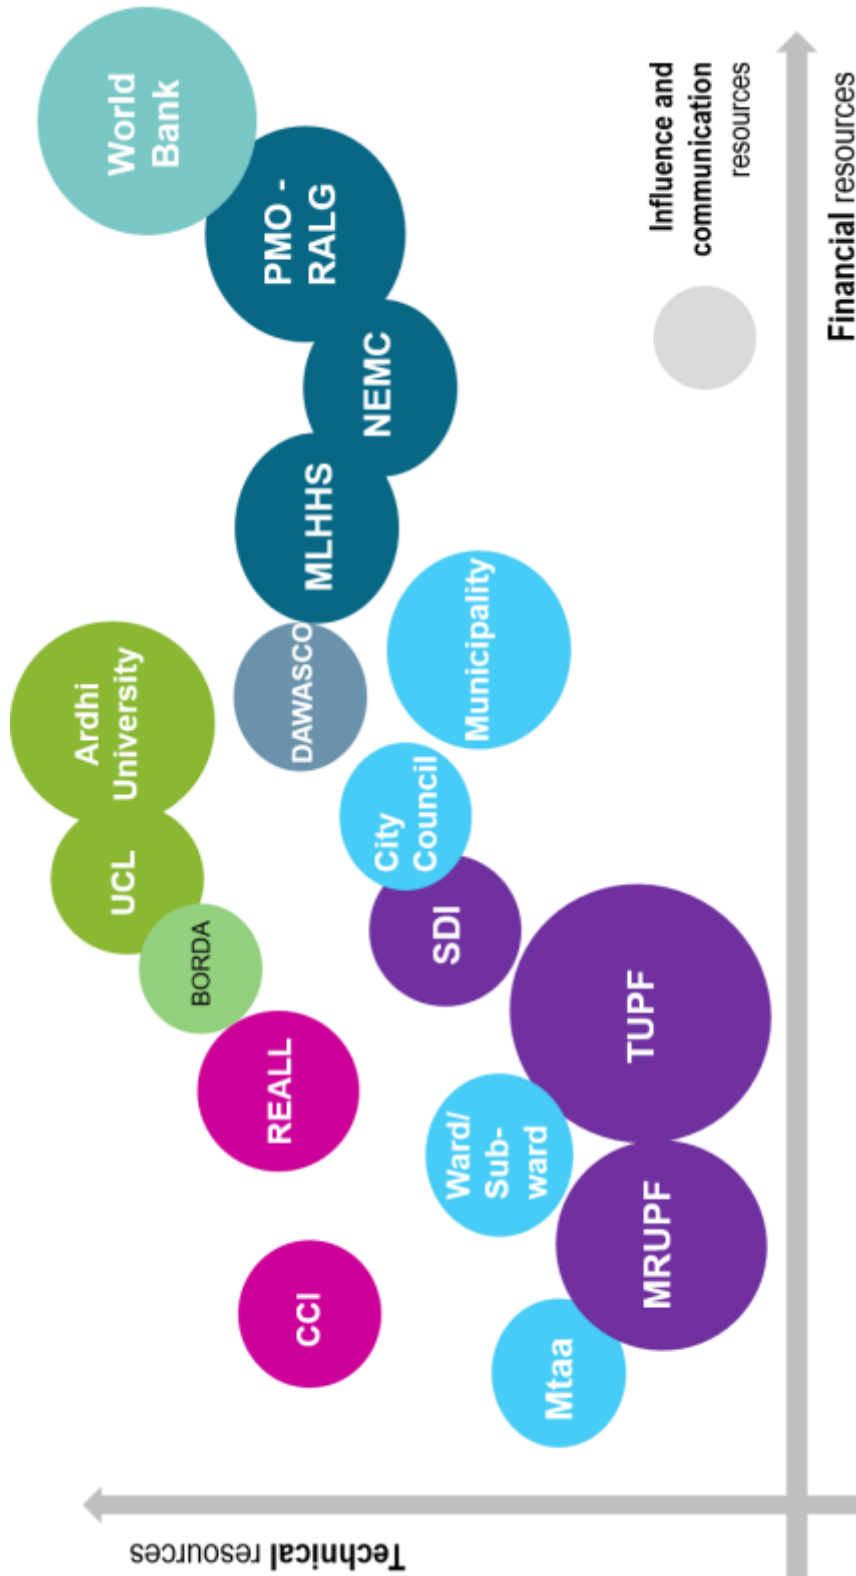 Technical resources
Ardhi
University
UCL
World
Bank
BORDA
REALL
CCI
DAWASCO
MLHHS
PMO -
RALG
NEMC
City
Council
SDI
Municipality
Ward/
Sub-
ward
Mtaa
MRUPF
TUPF
Influence and
communication
resources
Financial resources